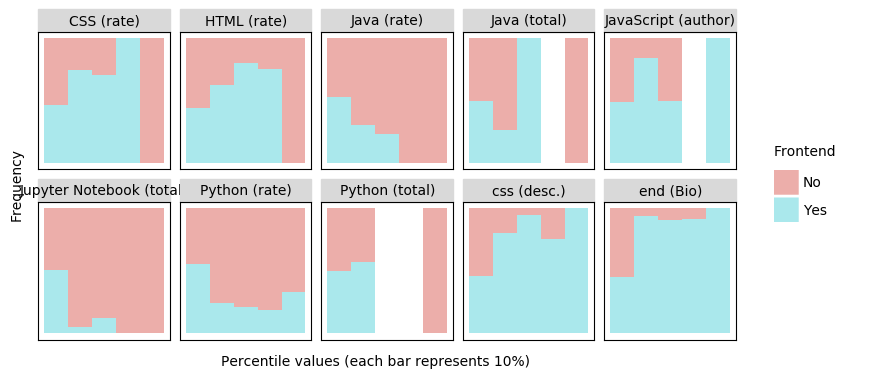 CSS (rate)
HTML (rate)
Java (rate)
Java (total)
JavaScript (author)
Jupyter Notebook (total
Python (rate)
Python (total)
css (desc.)
end (Bio)
Frequency
Percentile values (each bar represents 10%)
Frontend
No
Yes